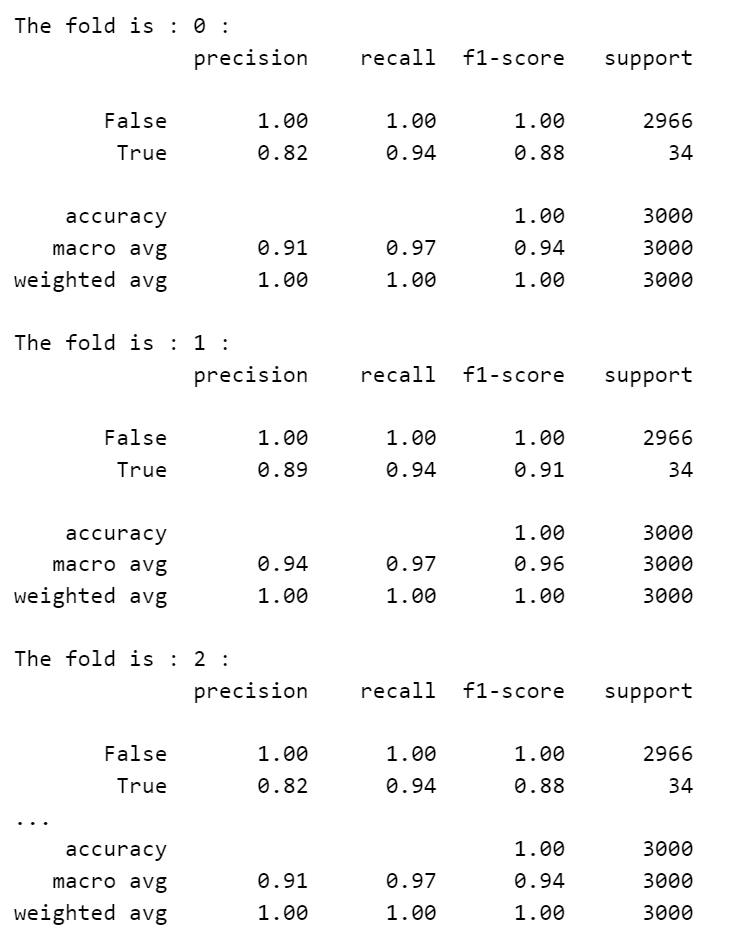 The fold is : 0 :
              precision    recall  f1-score   support

       False       1.00      1.00      1.00      2966
        True       0.82      0.94      0.88        34

    accuracy                           1.00      3000
   macro avg       0.91      0.97      0.94      3000
weighted avg       1.00      1.00      1.00      3000

The fold is : 1 :
              precision    recall  f1-score   support

       False       1.00      1.00      1.00      2966
        True       0.89      0.94      0.91        34

    accuracy                           1.00      3000
   macro avg       0.94      0.97      0.96      3000
weighted avg       1.00      1.00      1.00      3000

The fold is : 2 :
              precision    recall  f1-score   support

       False       1.00      1.00      1.00      2966
        True       0.82      0.94      0.88        34
...
    accuracy                           1.00      3000
   macro avg       0.91      0.97      0.94      3000
weighted avg       1.00      1.00      1.00      3000